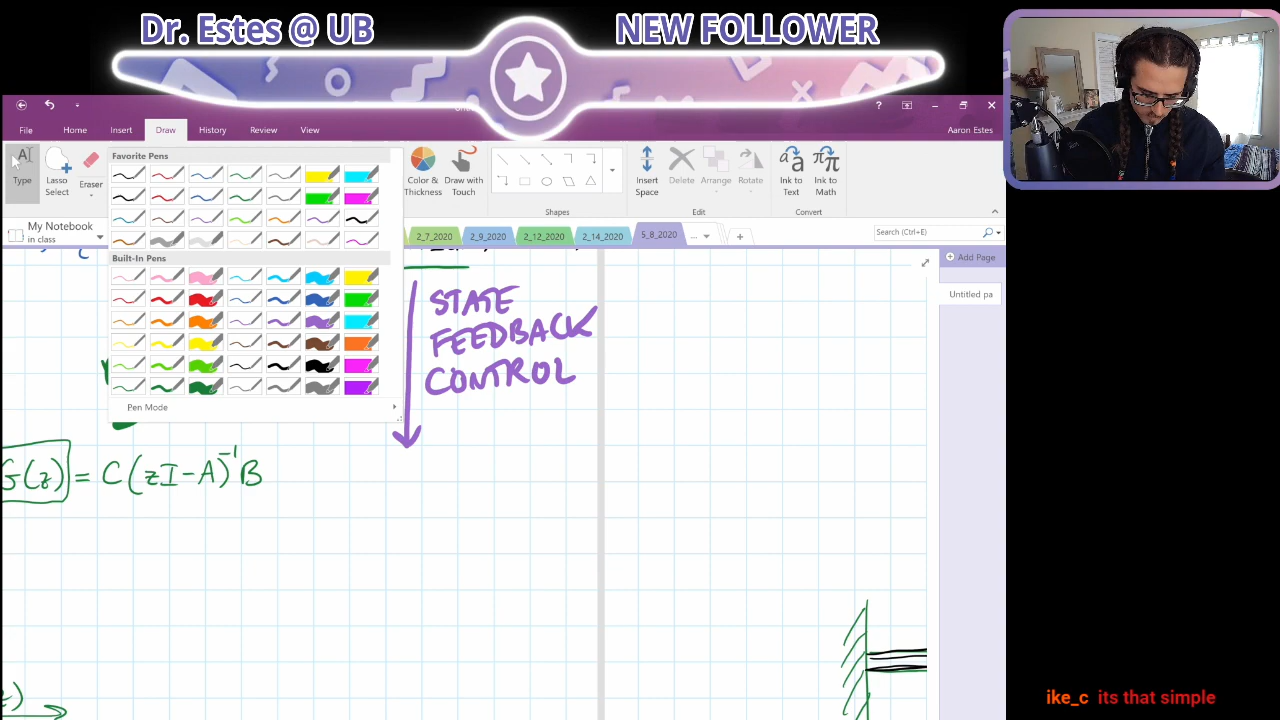 Dr. Estes @ UB
NEW FOLLOWER
?
File
Home
Insert
Draw
History
Review
View
Aaron Estes
Type
Lasso
Select
Eraser
Favorite Pens
Built-In Pens
Pen Mode
Color &
Thickness
Draw with
Touch
Shapes
Insert
Space
Delete
Arrange
Rotate
Edit
Ink to
Text
Ink to
Math
Convert
My Notebook
in class
2_7_2020
2_9_2020
2_12_2020
2_14_2020
5_8_2020
...
+
Search (Ctrl+E)
Add Page
Untitled pa
STATE
FEEDBACK
CONTROL
G(z) = C(zI-A)⁻¹B
ike_c its that simple